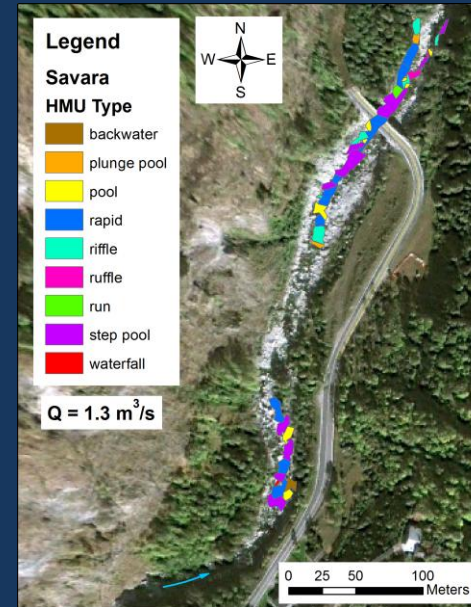 Legend
Savara
HMU Type
backwater
plunge pool
pool
rapid
riffle
ruffle
run
step pool
waterfall
Q = 1.3 m³/s
N
W E
S
0 25 50 100
Meters